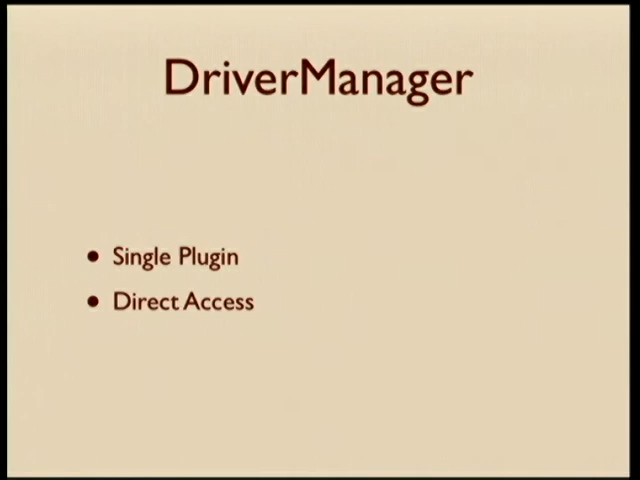 DriverManager
• Single Plugin
• Direct Access